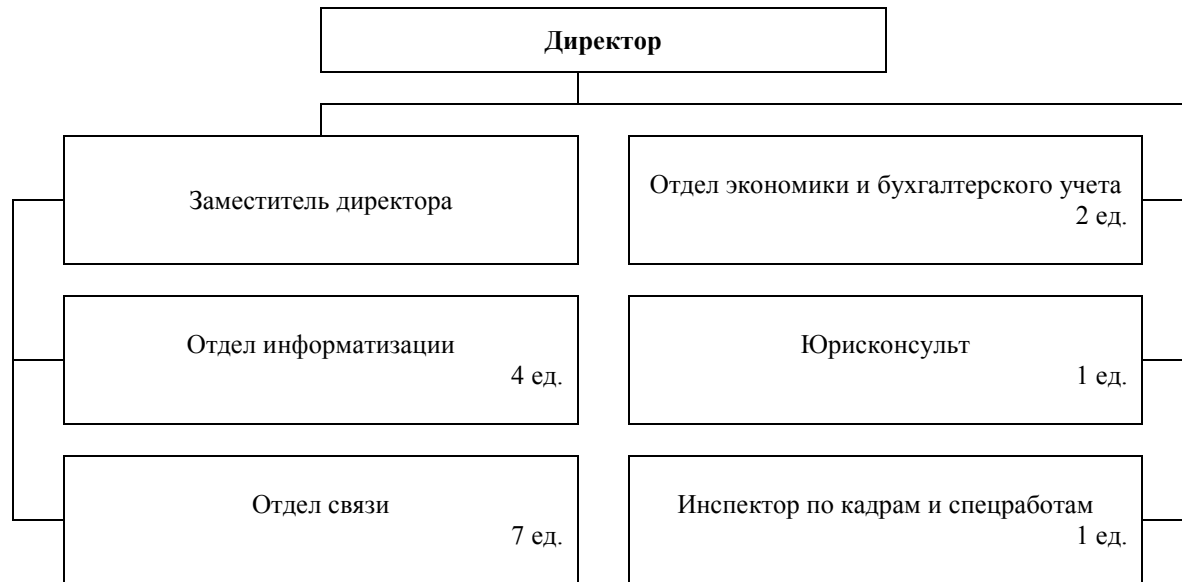 Директор
Заместитель директора
Отдел экономики и бухгалтерского учета
2 ед.
Отдел информатизации
4 ед.
Юрисконсульт
1 ед.
Отдел связи
7 ед.
Инспектор по кадрам и спецработам
1 ед.